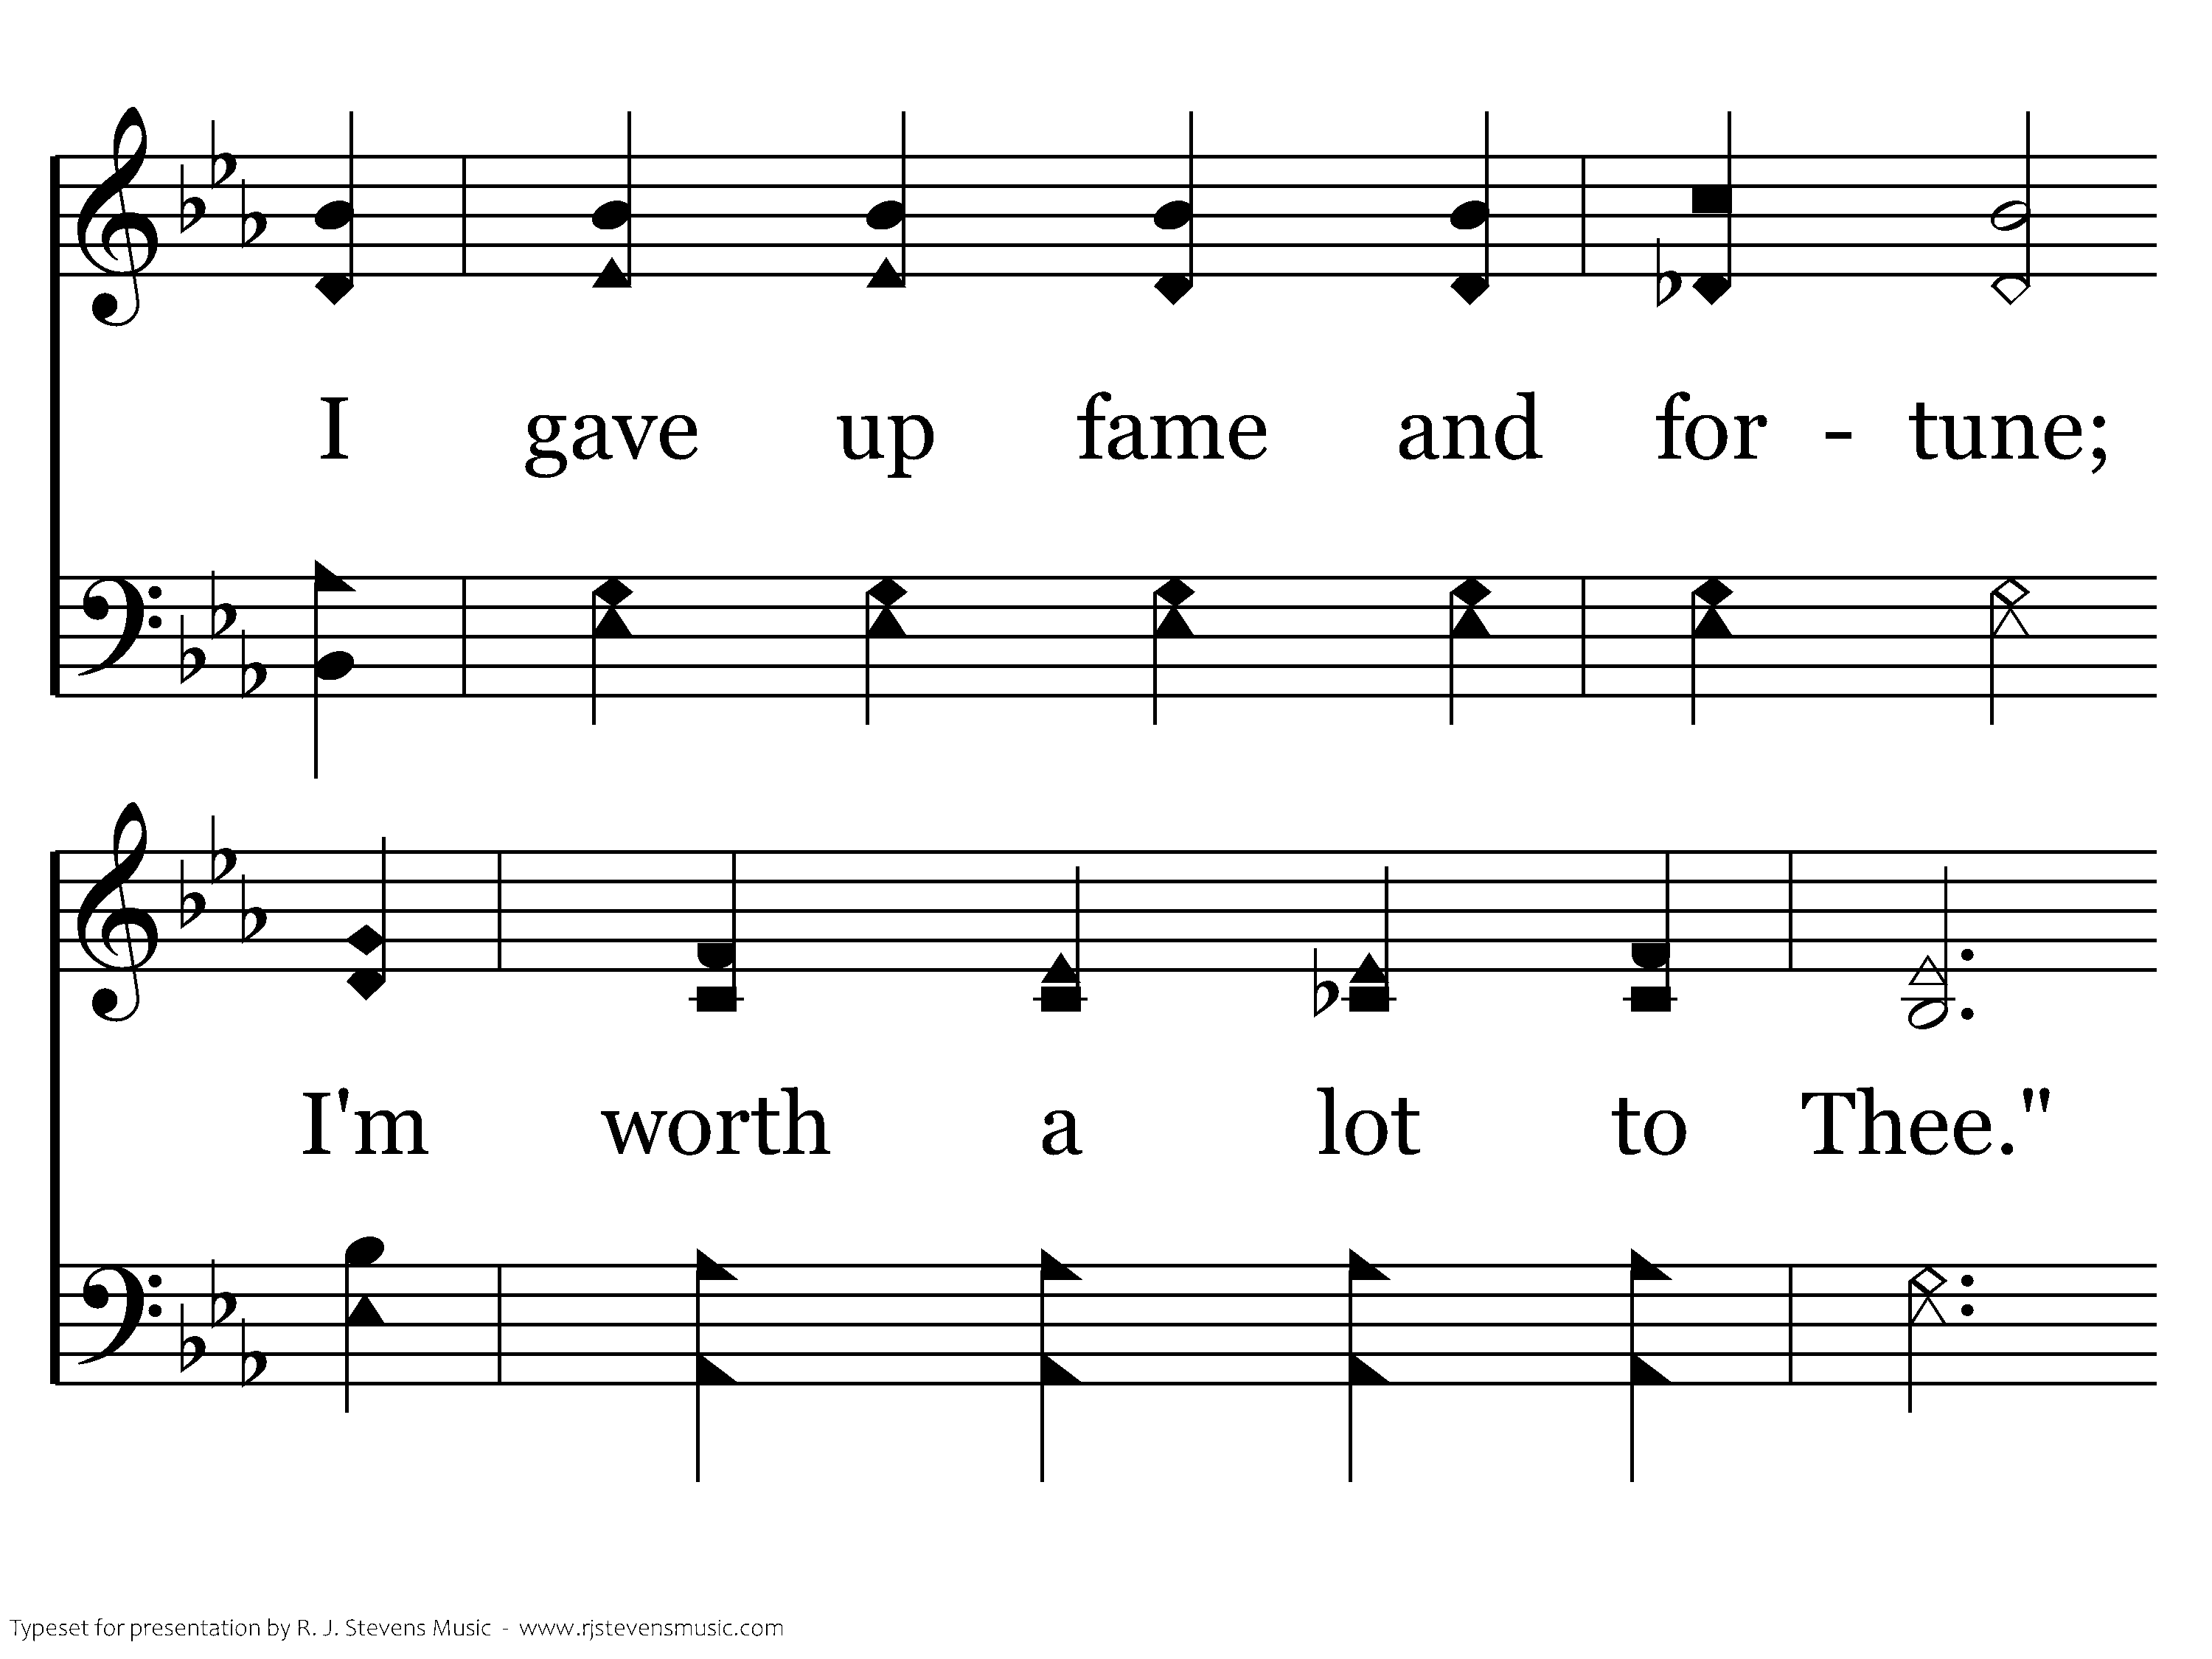 I gave up fame and for - tune;
I'm worth a lot to Thee."
Typeset for presentation by R. J. Stevens Music - www.rjstevensmusic.com